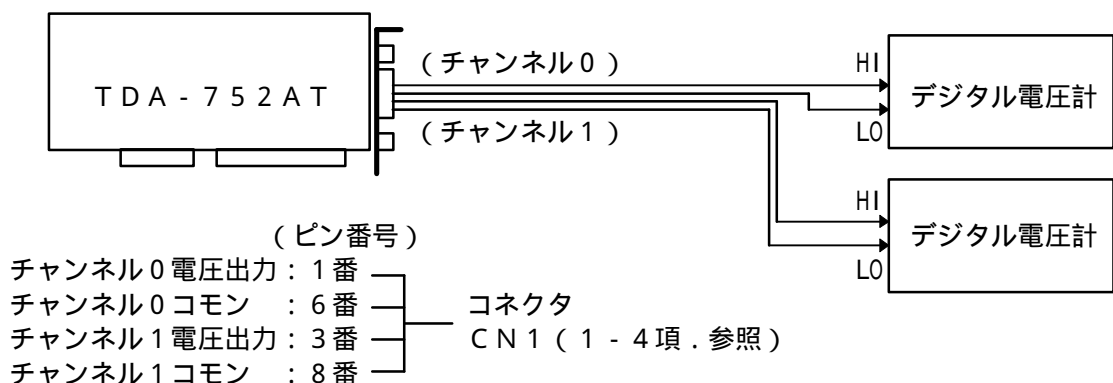 TDA-752AT
(チャンネル0)
(チャンネル1)
HI
LO
デジタル電圧計
HI
LO
デジタル電圧計
(ピン番号)
チャンネル0電圧出力:1番
チャンネル0コモン :6番
チャンネル1電圧出力:3番
チャンネル1コモン :8番
コネクタ
CN1(1-4項.参照)